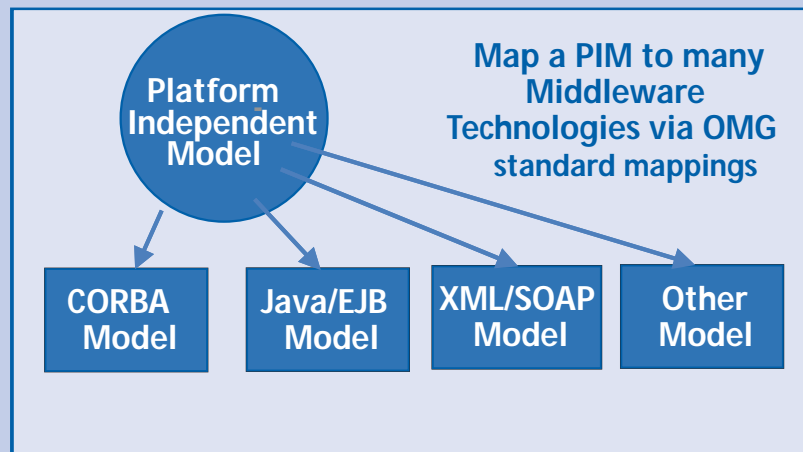 Platform
Independent
Model
Map a PIM to many
Middleware
Technologies via OMG
standard mappings
CORBA
Model
Java/EJB
Model
XML/SOAP
Model
Other
Model